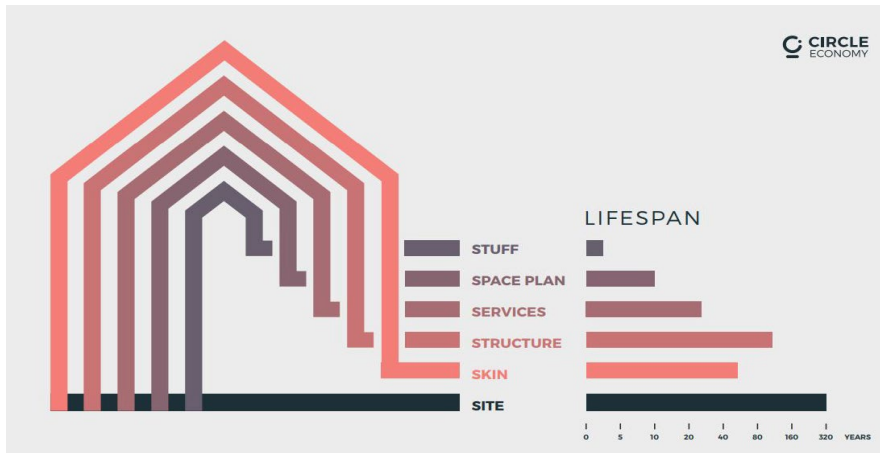 CIRCLE
ECONOMY
LIFESPAN
STUFF
SPACE PLAN
SERVICES
STRUCTURE
SKIN
SITE
0 5 10 20 40 80 160 320 YEARS